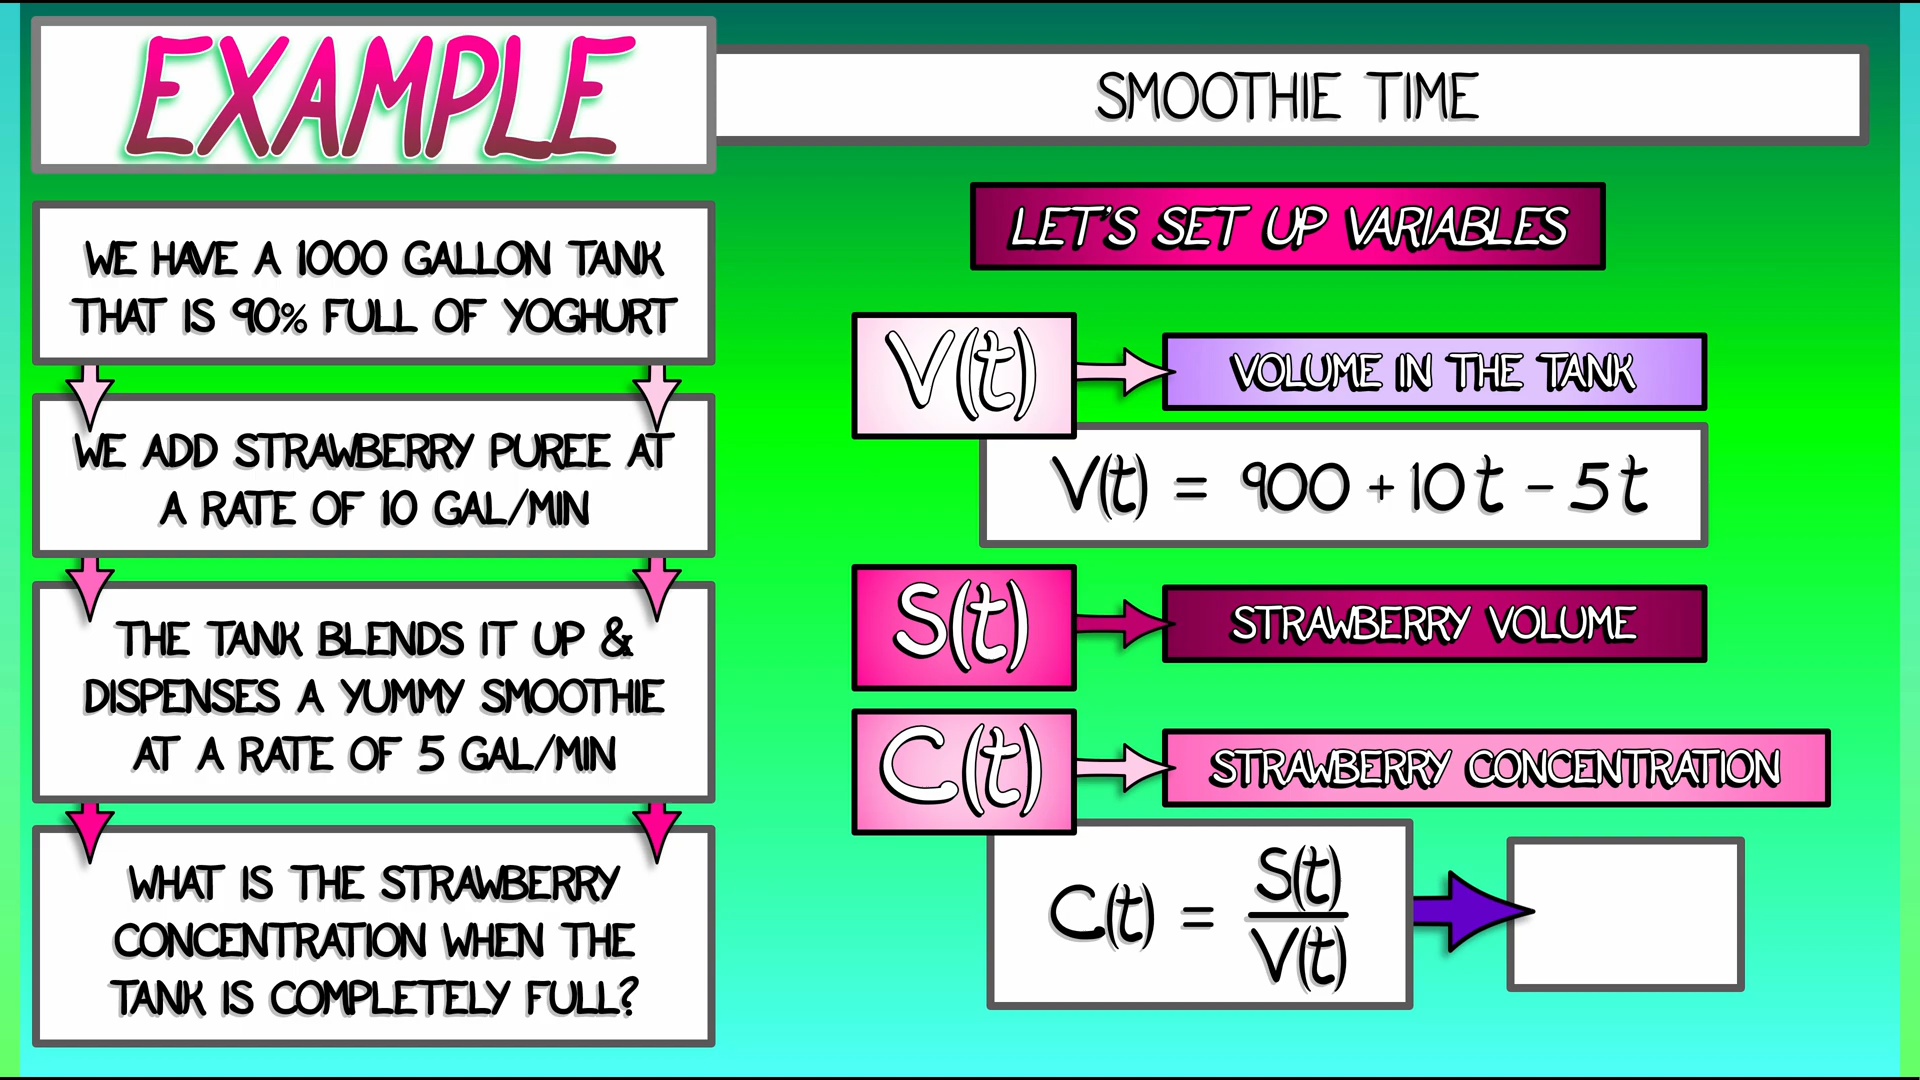 EXAMPLE
SMOOTHIE TIME
WE HAVE A 1000 GALLON TANK
THAT IS 90% FULL OF YOGHURT
WE ADD STRAWBERRY PUREE AT
A RATE OF 10 GAL/MIN
THE TANK BLENDS IT UP &
DISPENSES A YUMMY SMOOTHIE
AT A RATE OF 5 GAL/MIN
WHAT IS THE STRAWBERRY
CONCENTRATION WHEN THE
TANK IS COMPLETELY FULL?
LET'S SET UP VARIABLES
V(t)
VOLUME IN THE TANK
V(t) = 900 + 10t - 5t
S(t)
STRAWBERRY VOLUME
C(t)
STRAWBERRY CONCENTRATION
C(t) = S(t)/V(t)